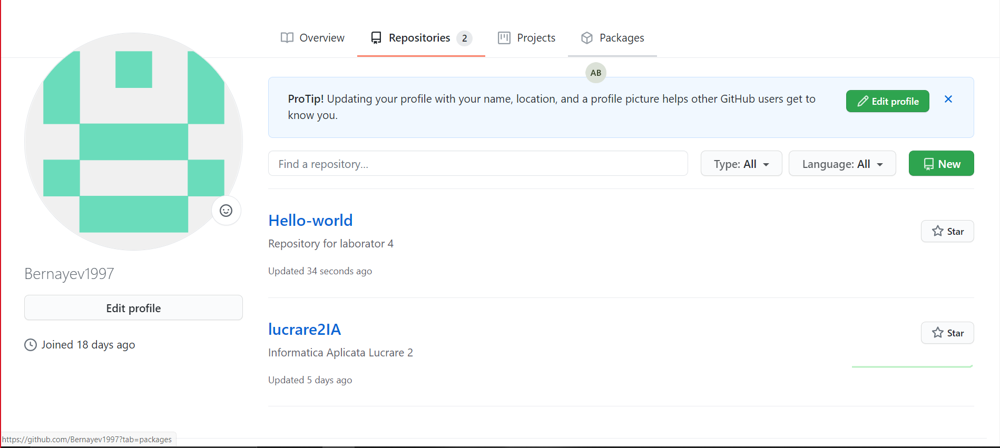 Overview Repositories 2 Projects Packages
AB
ProTip! Updating your profile with your name, location, and a profile picture helps other GitHub users get to
know you.
Edit profile
Find a repository...
Type: All
Language: All
New
Hello-world
Star
Repository for laborator 4
Updated 34 seconds ago
Bernayev1997
Edit profile
Joined 18 days ago
lucrare2IA
Star
Informatica Aplicata Lucrare 2
Updated 5 days ago
https://github.com/Bernayev1997?tab=packages